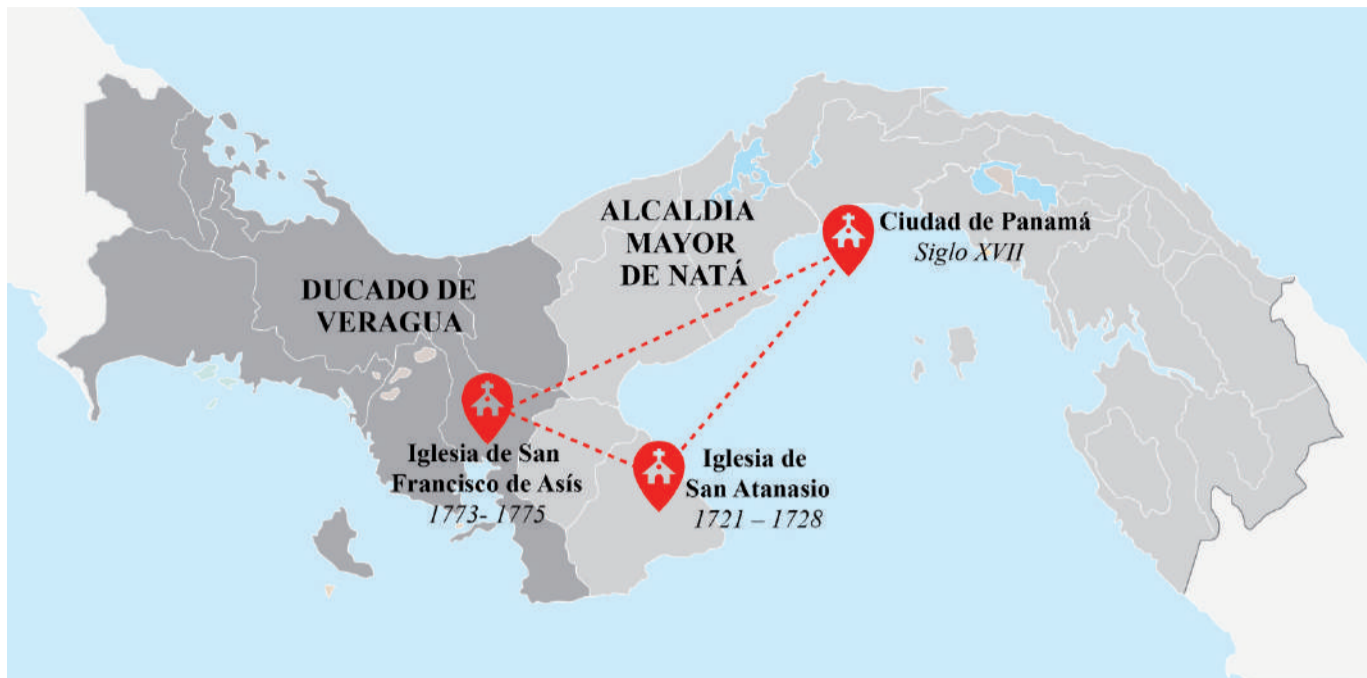 ALCALDIA
MAYOR
DE NATÁ
Ciudad de Panamá
Siglo XVII
DUCADO DE
VERAGUA
Iglesia de San
Francisco de Asís
1773- 1775
Iglesia de
San Atanasio
1721 – 1728